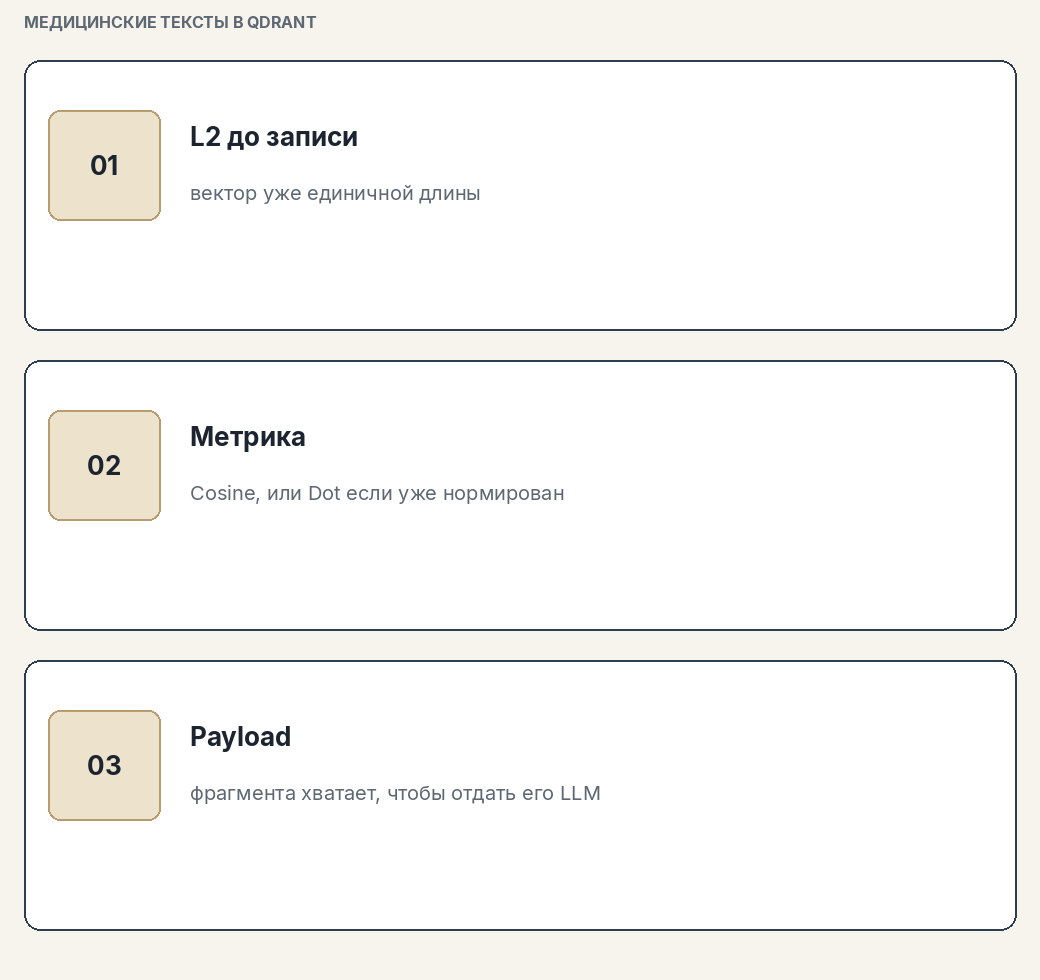 МЕДИЦИНСКИЕ ТЕКСТЫ В QDRANT
01
L2 до записи
вектор уже единичной длины
02
Метрика
Cosine, или Dot если уже нормирован
03
Payload
фрагмента хватает, чтобы отдать его LLM